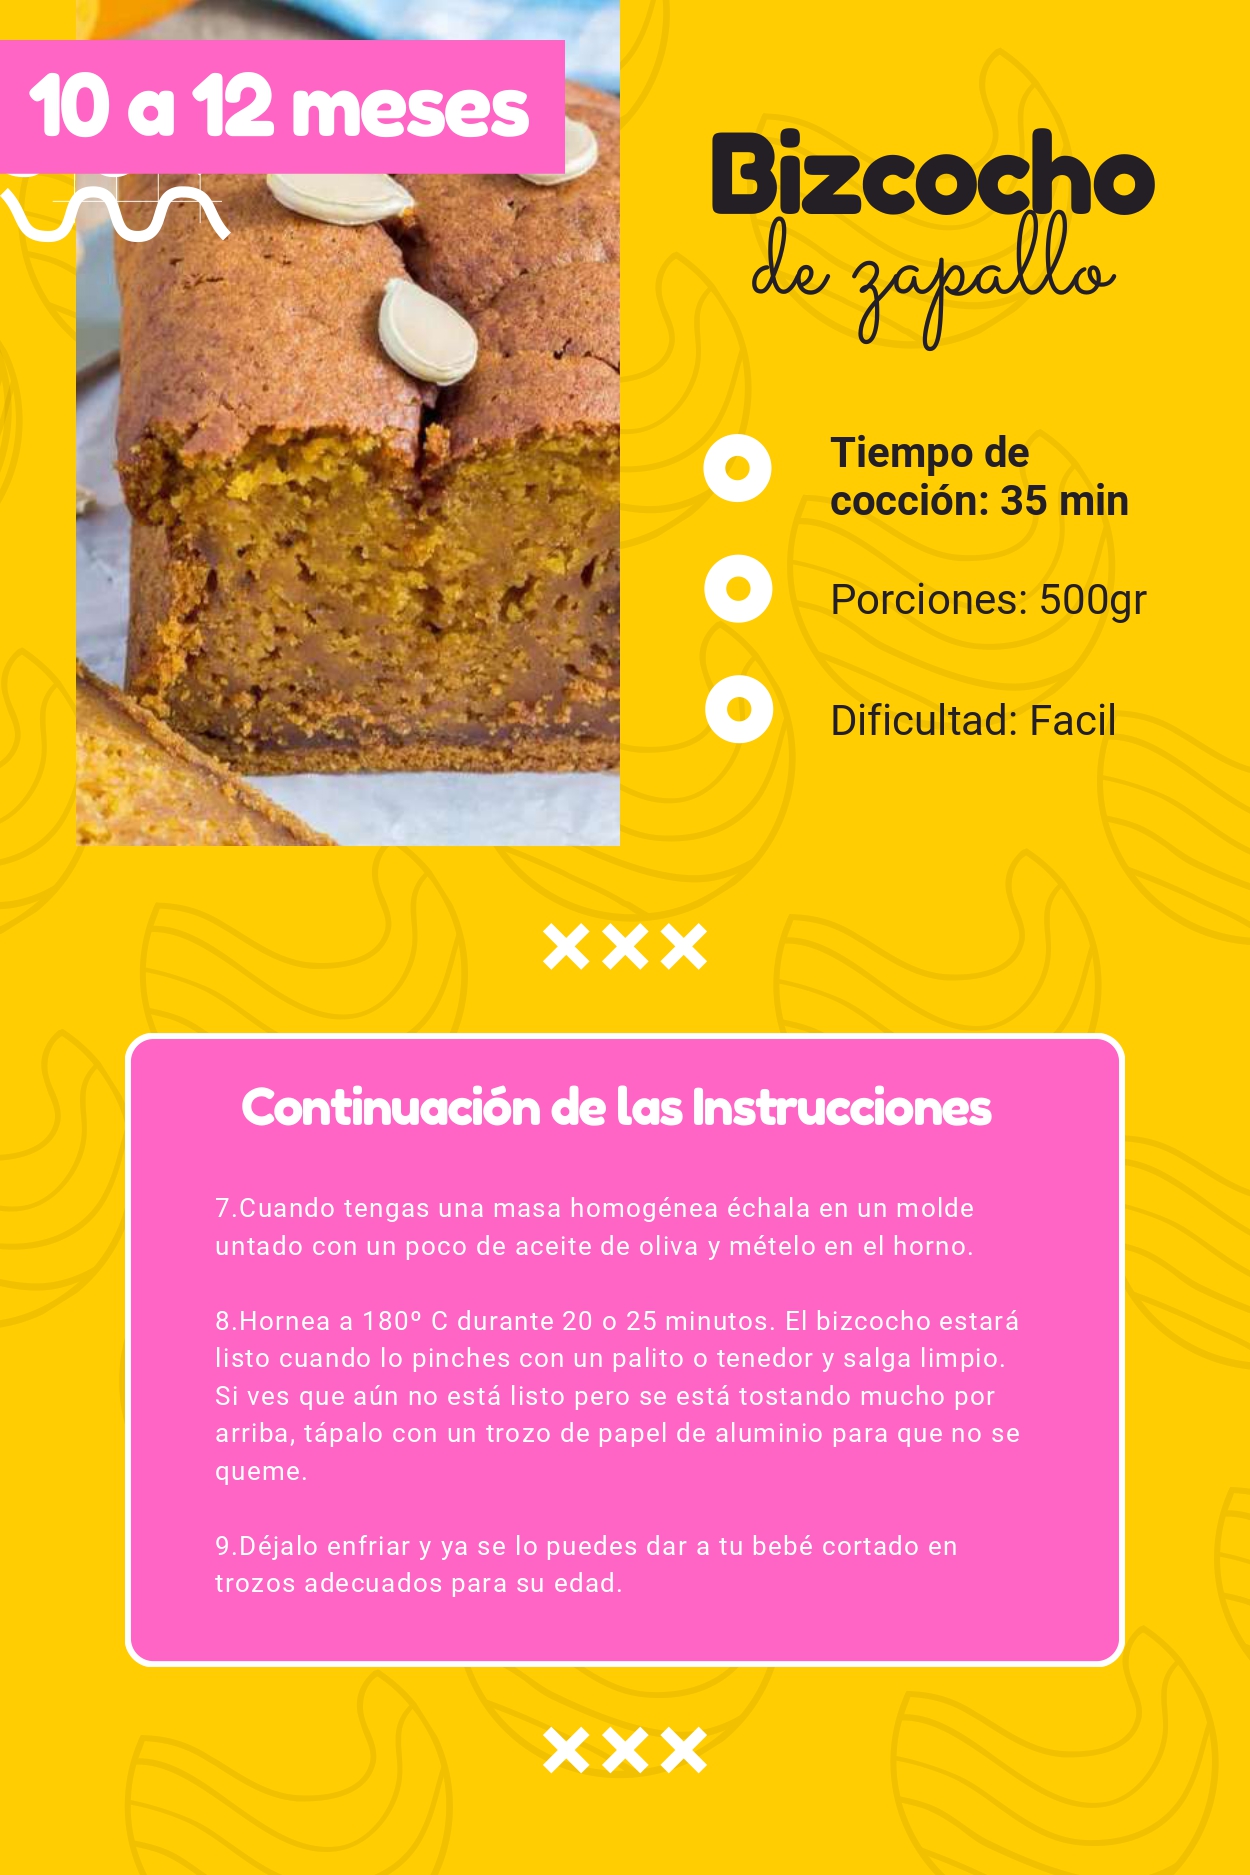 10 a 12 meses
Bizcocho
de zapallo
Tiempo de
cocción: 35 min
Porciones: 500gr
Dificultad: Facil
Continuación de las Instrucciones
7.Cuando tengas una masa homogénea échala en un molde
untado con un poco de aceite de oliva y mételo en el horno.
8.Hornea a 180º C durante 20 o 25 minutos. El bizcocho estará
listo cuando lo pinches con un palito o tenedor y salga limpio.
Si ves que aún no está listo pero se está tostando mucho por
arriba, tápalo con un trozo de papel de aluminio para que no se
queme.
9.Déjalo enfriar y ya se lo puedes dar a tu bebé cortado en
trozos adecuados para su edad.